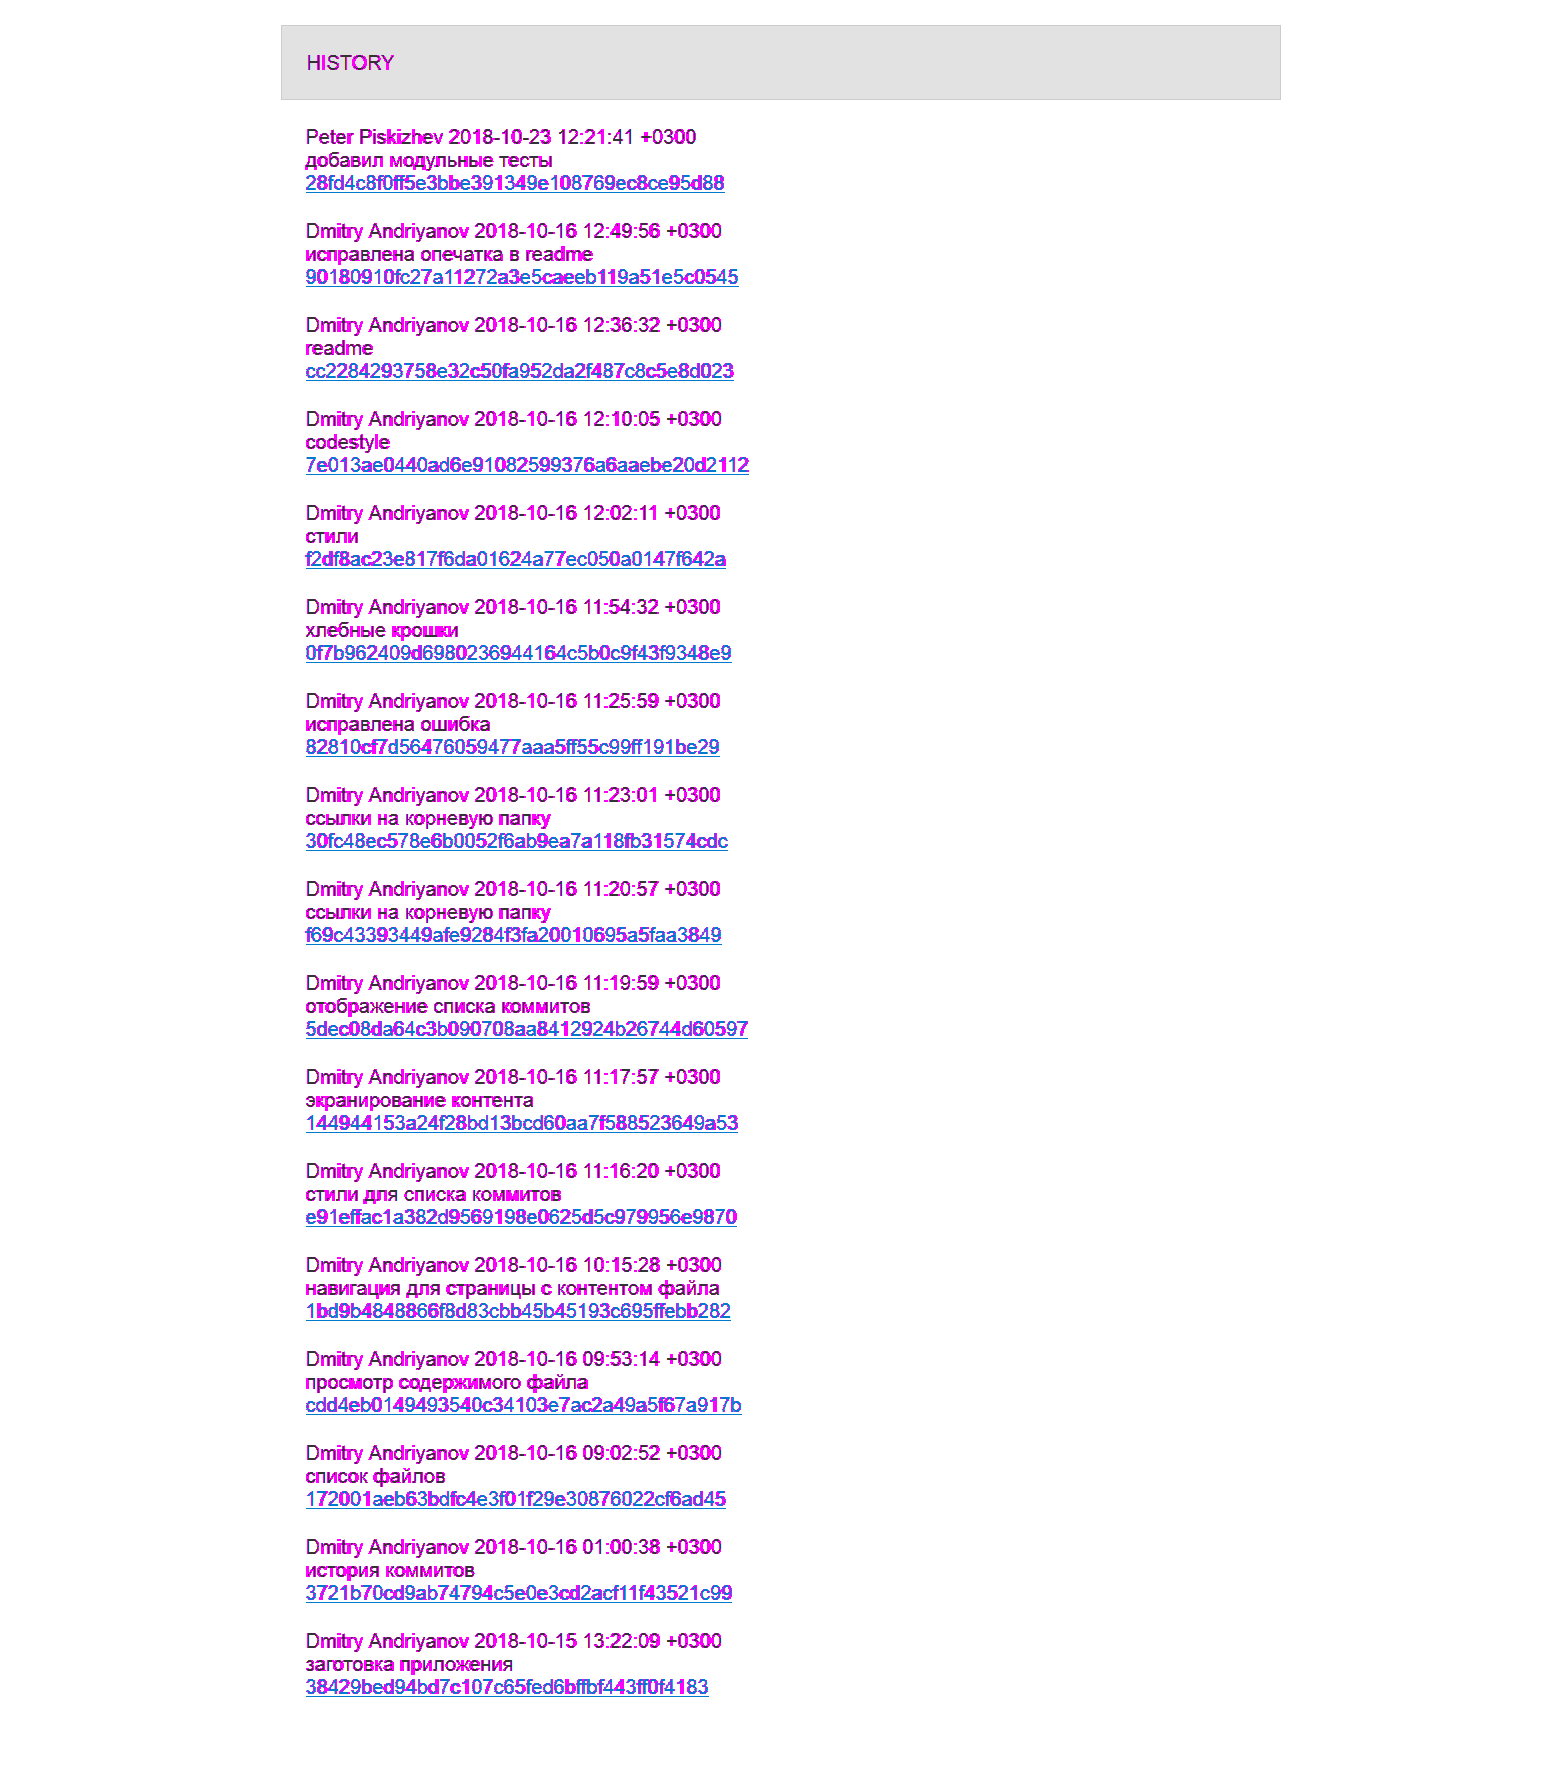 HISTORY
Peter Piskizhev 2018-10-23 12:21:41 +0300
добавил модульные тесты
28fd4c8f0ff5e3bbe391349e108769ec8ce95d88
Dmitry Andriyanov 2018-10-16 12:49:56 +0300
исправлена опечатка в readme
90180910fc27a11272a3e5caeeb119a51e5c0545
Dmitry Andriyanov 2018-10-16 12:36:32 +0300
readme
cc2284293758e32c50fa952da2f487c8c5e8d023
Dmitry Andriyanov 2018-10-16 12:10:05 +0300
codestyle
7e013ae0440ad6e91082599376a6aaebe20d2112
Dmitry Andriyanov 2018-10-16 12:02:11 +0300
стили
f2df8ac23e817f6da01624a77ec050a0147f642a
Dmitry Andriyanov 2018-10-16 11:54:32 +0300
хлебные крошки
0f7b962409d6980236944164c5b0c9f43f9348e9
Dmitry Andriyanov 2018-10-16 11:25:59 +0300
исправлена ошибка
82810cf7d56476059477aaa5ff55c99ff191be29
Dmitry Andriyanov 2018-10-16 11:23:01 +0300
ссылки на корневую папку
30fc48ec578e6b0052f6ab9ea7a118fb31574cdc
Dmitry Andriyanov 2018-10-16 11:20:57 +0300
ссылки на корневую папку
f69c43393449afe9284f3fa20010695a5faa3849
Dmitry Andriyanov 2018-10-16 11:19:59 +0300
отображение списка коммитов
5dec08da64c3b090708aa8412924b26744d60597
Dmitry Andriyanov 2018-10-16 11:17:57 +0300
экранирование контента
144944153a24f28bd13bcd60aa7f588523649a53
Dmitry Andriyanov 2018-10-16 11:16:20 +0300
стили для списка коммитов
e91effac1a382d9569198e0625d5c979956e9870
Dmitry Andriyanov 2018-10-16 10:15:28 +0300
навигация для страницы с контентом файла
1bd9b4848866f8d83cbb45b45193c695ffebb282
Dmitry Andriyanov 2018-10-16 09:53:14 +0300
просмотр содержимого файла
cdd4eb0149493540c34103e7ac2a49a5f67a917b
Dmitry Andriyanov 2018-10-16 09:02:52 +0300
список файлов
172001aeb63bdfc4e3f01f29e30876022cf6ad45
Dmitry Andriyanov 2018-10-16 01:00:38 +0300
история коммитов
3721b70cd9ab74794c5e0e3cd2acf11f43521c99
Dmitry Andriyanov 2018-10-15 13:22:09 +0300
заготовка приложения
38429bed94bd7c107c65fed6bffbf443ff0f4183